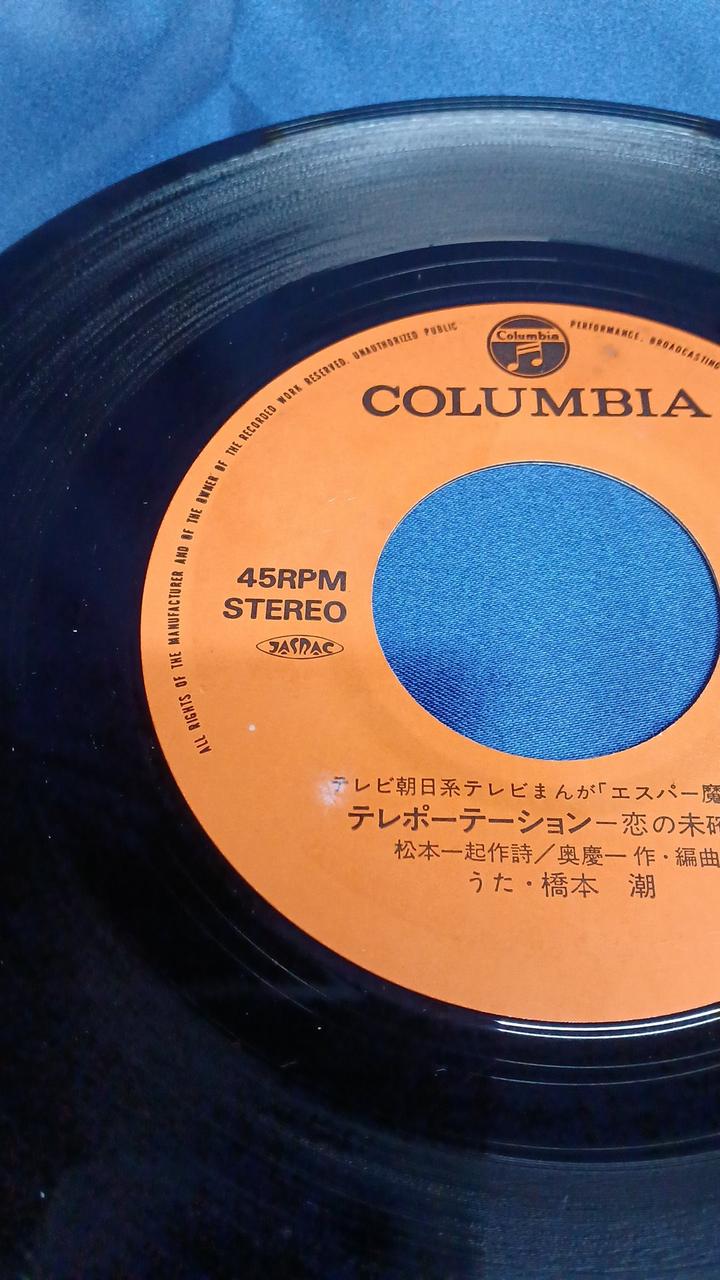 ALL RIGHTS OF THE MANUFACTURER AND OF THE OWNER OF THE RECORDED WORK RESERVED. UNAUTHORIZED PUBLIC PERFORMANCE, BROADCASTING
Columbia
COLUMBIA
45RPM
STEREO
JASRAC
テレビ朝日系テレビまんが「エスパー魔
テレポーテーション－恋の未確
松本一起作詩／奥慶一 作・編曲
うた・橋本 潮